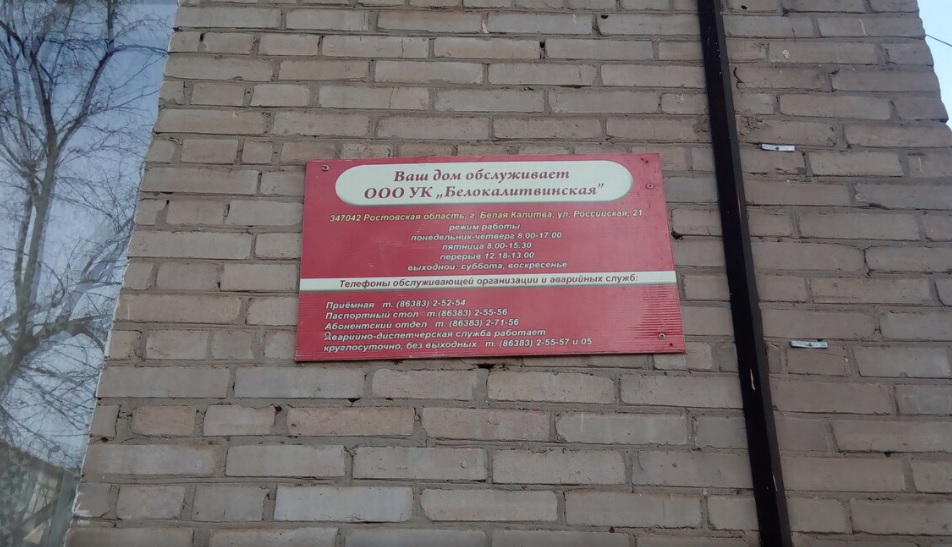 Ваш дом обслуживает
ООО УК „Белокалитвинская"
347042 Ростовская область, г. Белая Калитва, ул. Российская, 21
режим работы
понедельник-четверг 8.00-17.00
пятница 8.00-15.30
перерыв 12.18-13.00
выходной: суббота, воскресенье
Телефоны обслуживающей организации и аварийных служб:
Приёмная т. (86383) 2-52-54
Паспортный стол т.(86383) 2-55-56
Абонентский отдел т. (86383) 2-71-56
Аварийно-диспетчерская служба работает
круглосуточно, без выходных т. (86383) 2-55-57 и 05